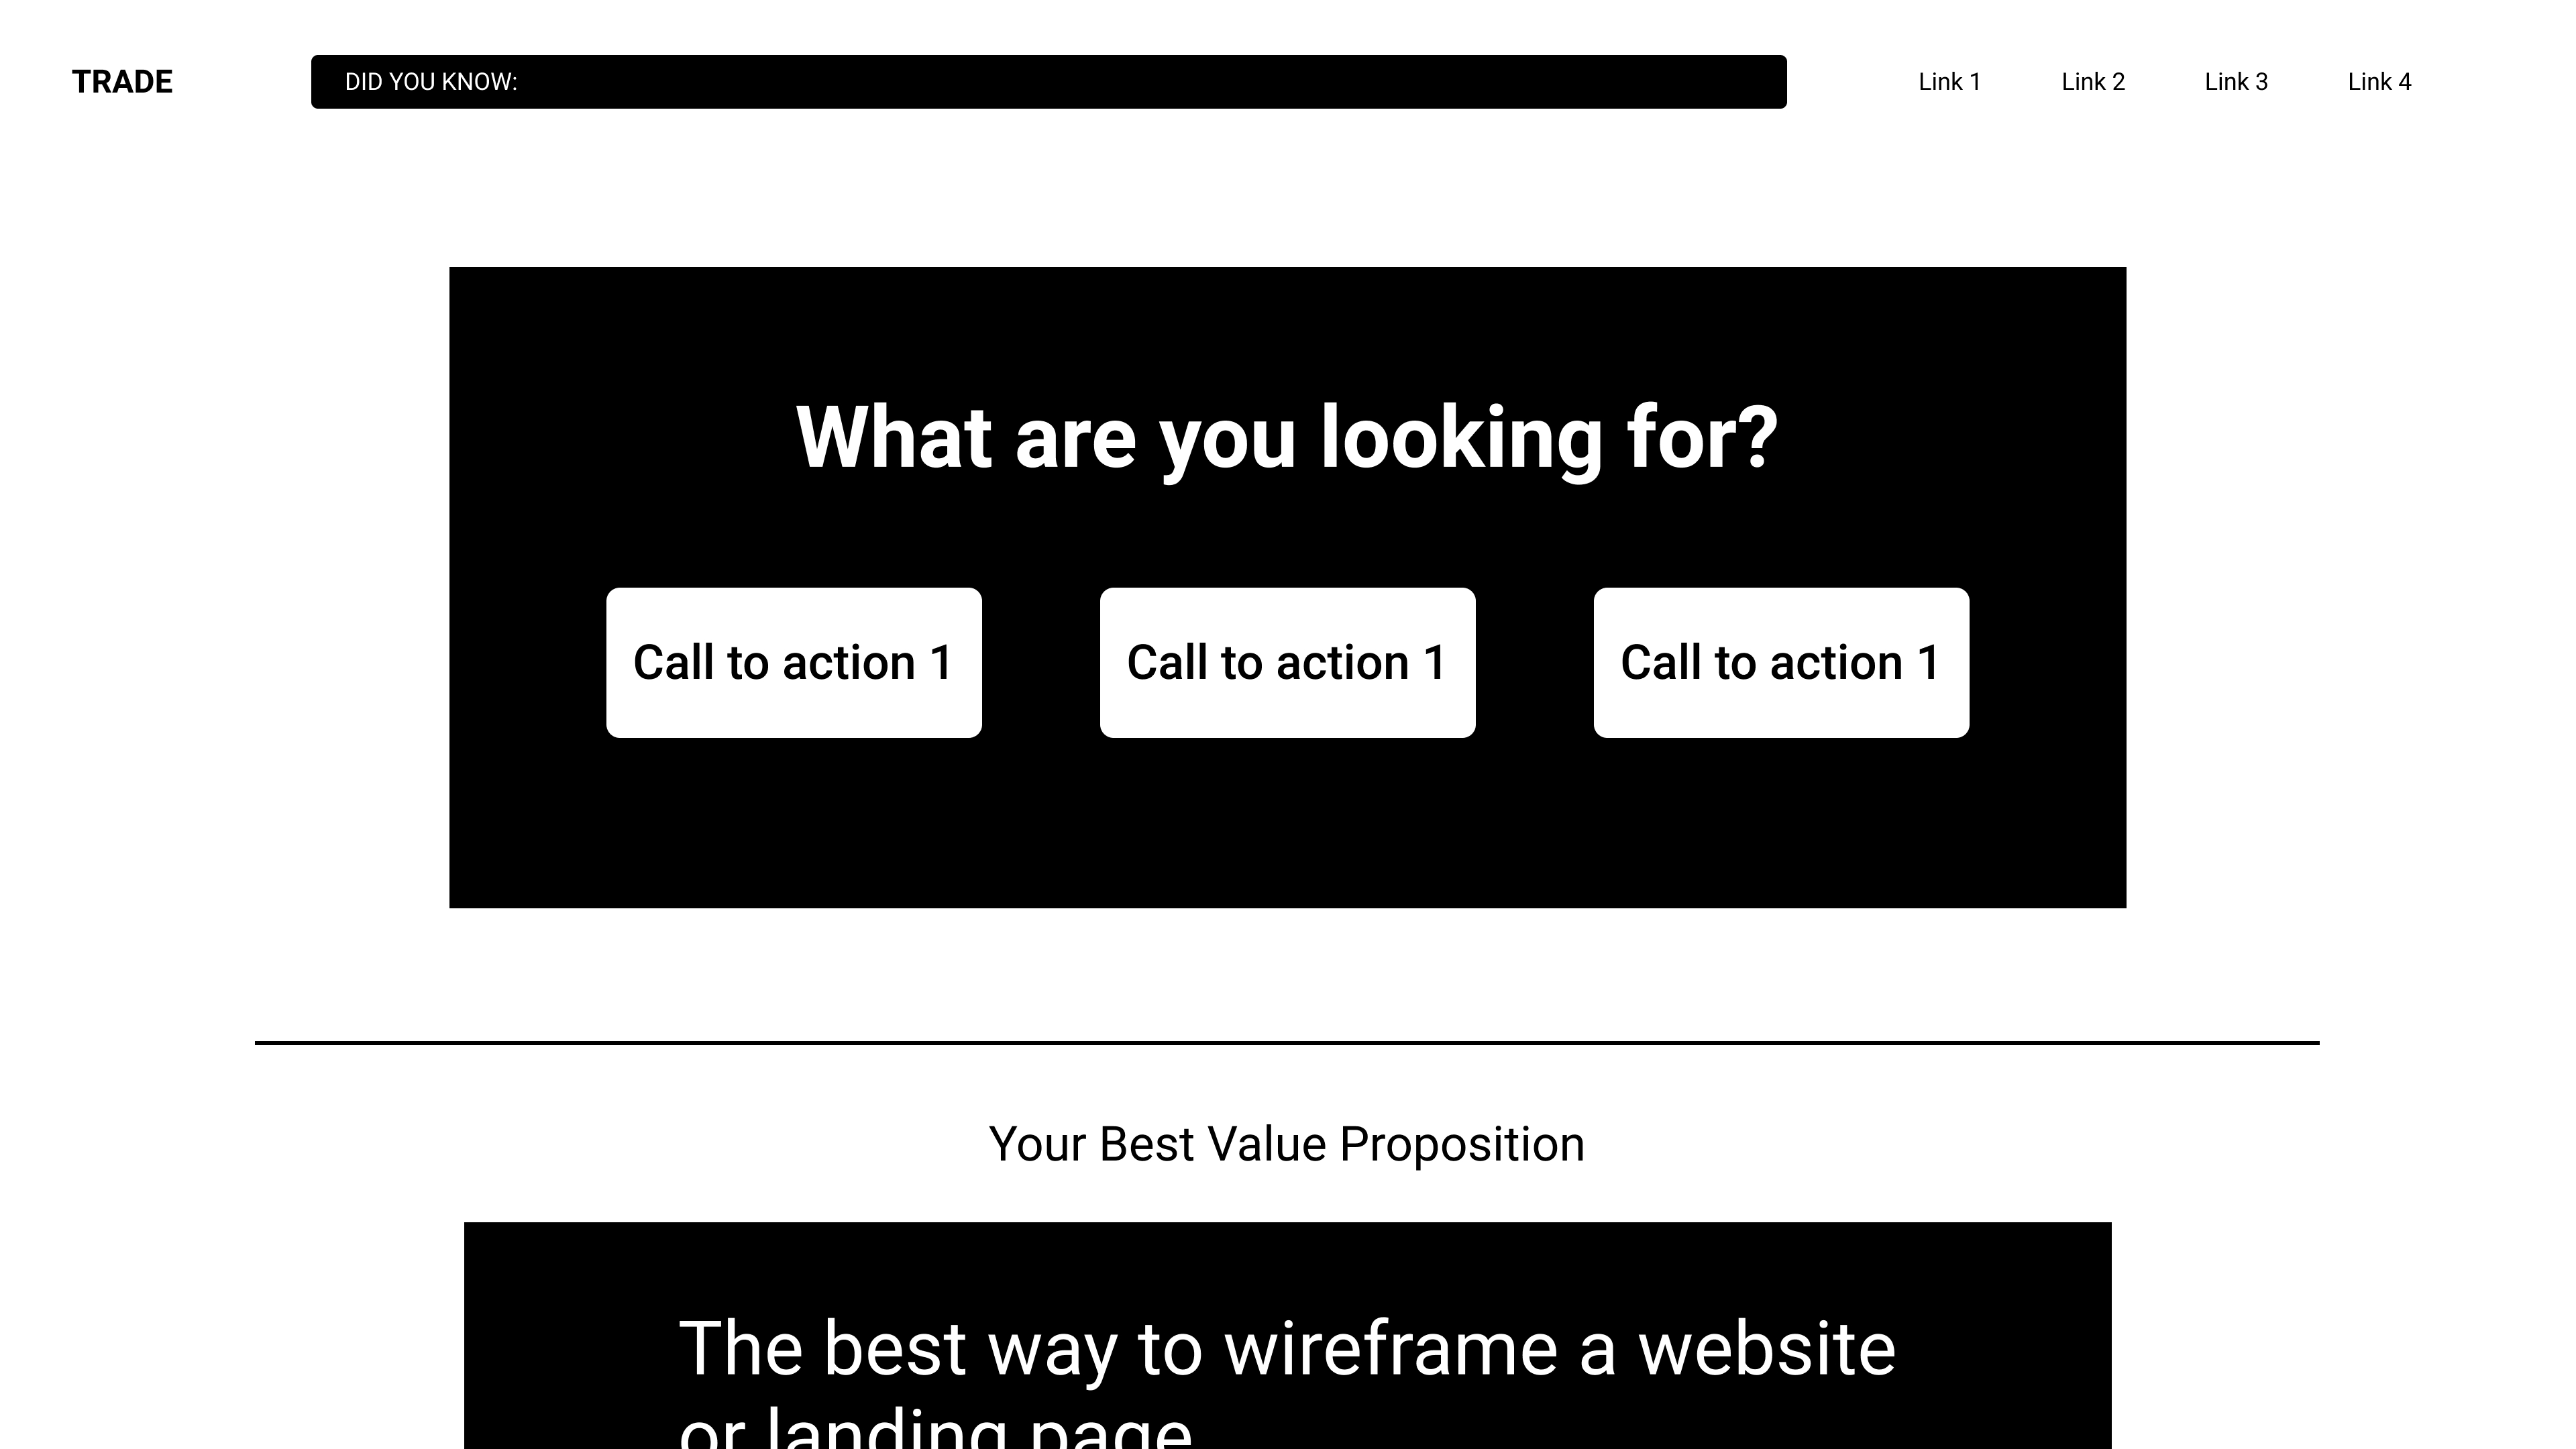 TRADE
DID YOU KNOW:
Link 1
Link 2
Link 3
Link 4
What are you looking for?
Call to action 1
Call to action 1
Call to action 1
Your Best Value Proposition
The best way to wireframe a website
or landing page